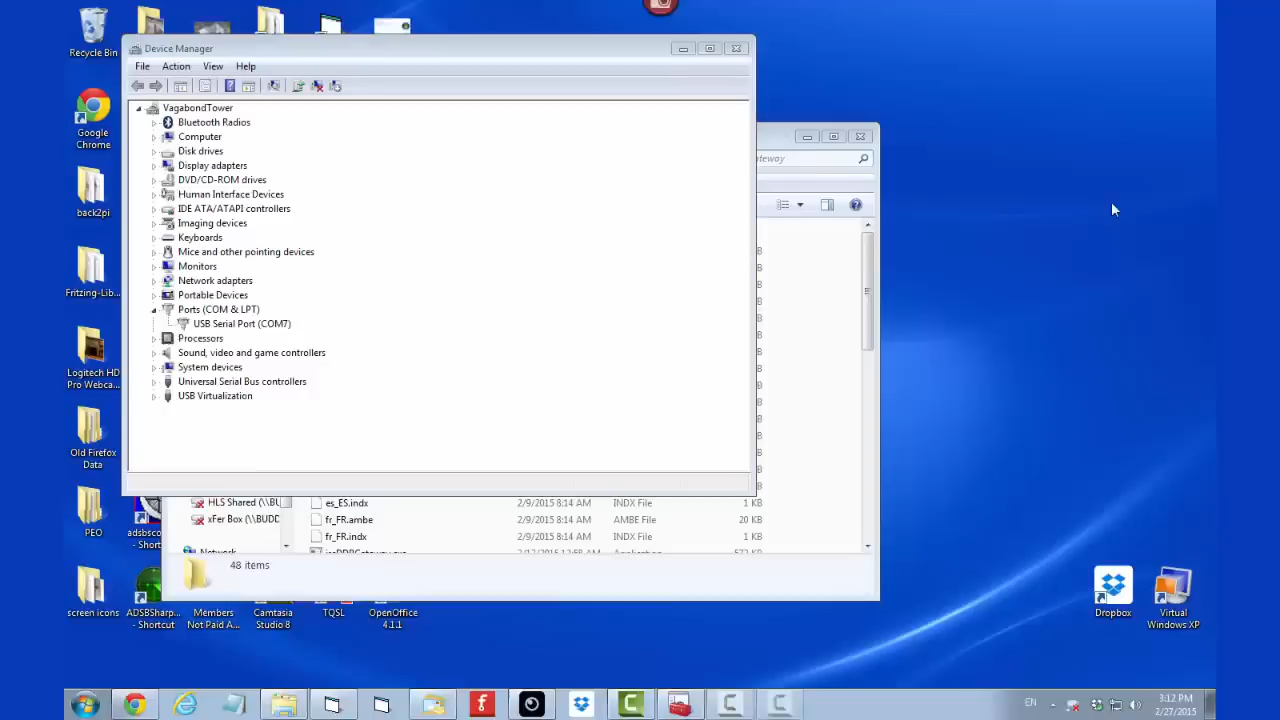 Recycle Bin
Google
Chrome
back2pi
Fritzing-Lib...
Logitech HD
Pro Webca...
Old Firefox
Data
PEO
screen icons
Device Manager
File Action View Help
VagabondTower
Bluetooth Radios
Computer
Disk drives
Display adapters
DVD/CD-ROM drives
Human Interface Devices
IDE ATA/ATAPI controllers
Imaging devices
Keyboards
Mice and other pointing devices
Monitors
Network adapters
Portable Devices
Ports (COM & LPT)
USB Serial Port (COM7)
Processors
Sound, video and game controllers
System devices
Universal Serial Bus controllers
USB Virtualization
HLS Shared (\\BU
xFer Box (\\BUDD
Network
es_ES.indx 2/9/2015 8:14 AM INDX File 1 KB
fr_FR.ambe 2/9/2015 8:14 AM AMBE File 20 KB
fr_FR.indx 2/9/2015 8:14 AM INDX File 1 KB
48 items
adsbsco
- Short
ADSBSharp...
- Shortcut
Members
Not Paid A...
Camtasia
Studio 8
TQSL
OpenOffice
4.1.1
Dropbox
Virtual
Windows XP
EN
3:12 PM
2/27/2015